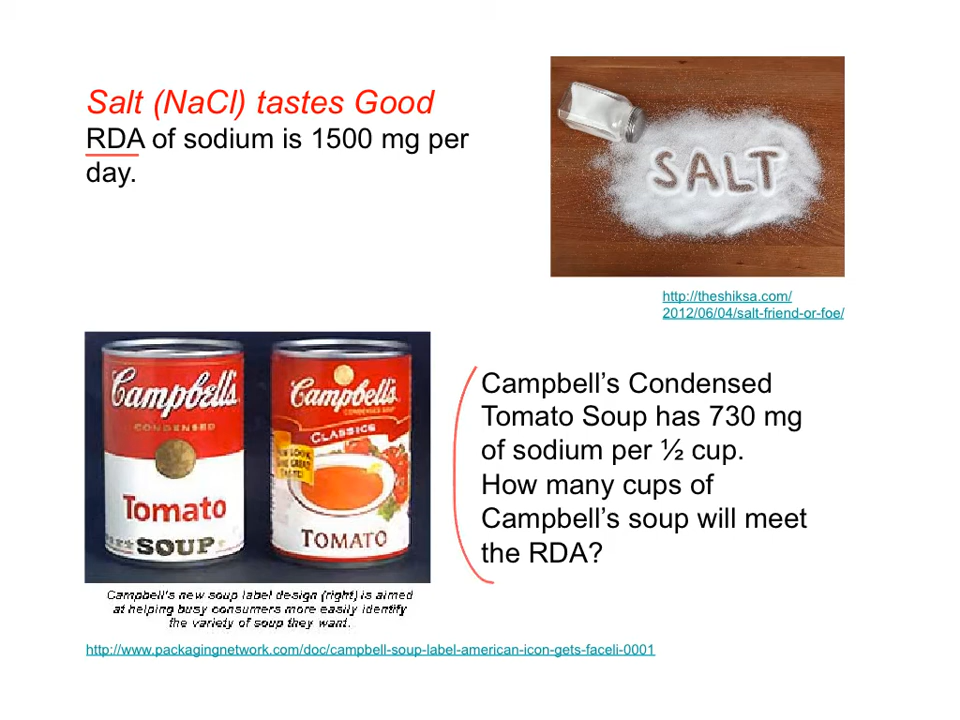 Salt (NaCl) tastes Good
RDA of sodium is 1500 mg per
day.
SALT
http://theshiksa.com/
2012/06/04/salt-friend-or-foe/
Campbell's
CONDENSED
Tomato
SOUP
Campbell's
CONDENSED SOUP
CLASSICS
NEW LOOK
SAME GREAT
TASTE!
TOMATO
Campbell's new soup label design (right) is aimed
at helping busy consumers more easily identify
the variety of soup they want.
Campbell’s Condensed
Tomato Soup has 730 mg
of sodium per ½ cup.
How many cups of
Campbell’s soup will meet
the RDA?
http://www.packagingnetwork.com/doc/campbell-soup-label-american-icon-gets-faceli-0001